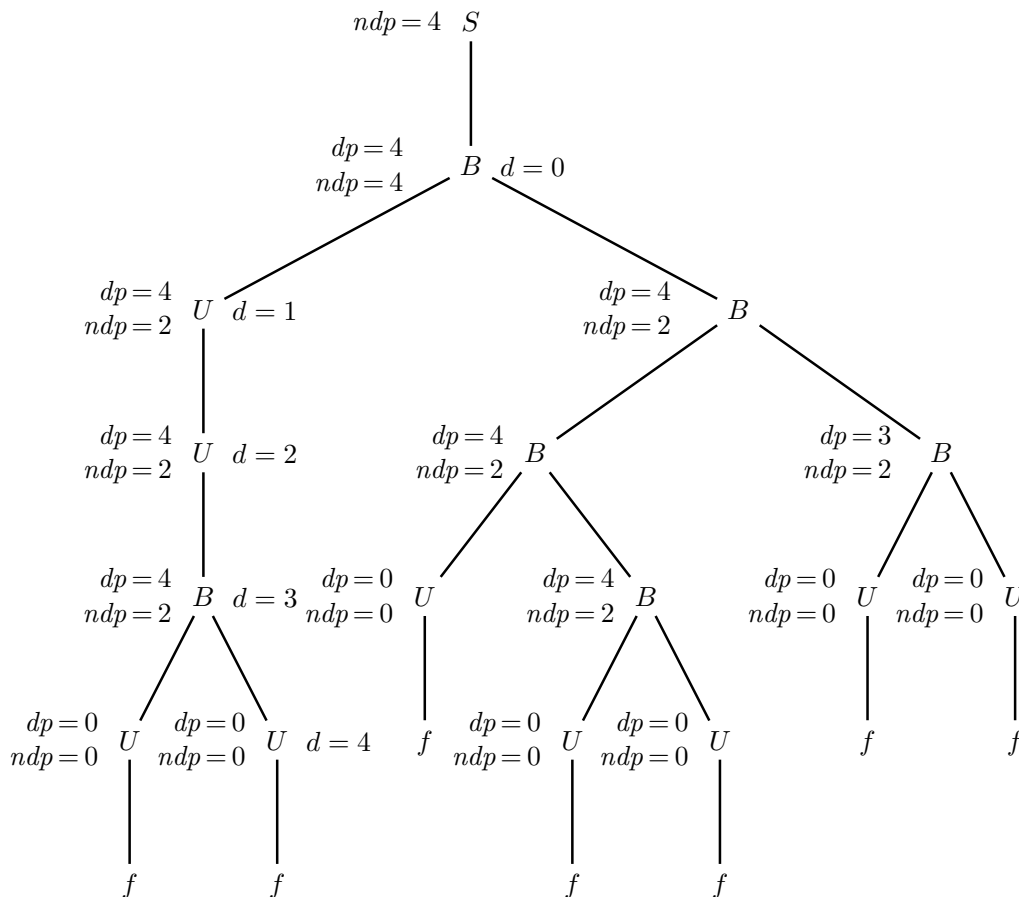 ndp = 4 S
dp = 4
ndp = 4 B d = 0
dp = 4
ndp = 2 U d = 1
dp = 4
ndp = 2 B
dp = 4
ndp = 2 U d = 2
dp = 4
ndp = 2 B
dp = 3
ndp = 2 B
dp = 4
ndp = 2 B d = 3
dp = 0
ndp = 0 U
dp = 4
ndp = 2 B
dp = 0
ndp = 0 U
dp = 0
ndp = 0 U
dp = 0
ndp = 0 U
dp = 0
ndp = 0 U d = 4
f
dp = 0
ndp = 0 U
dp = 0
ndp = 0 U
f
f
f
f
f
f